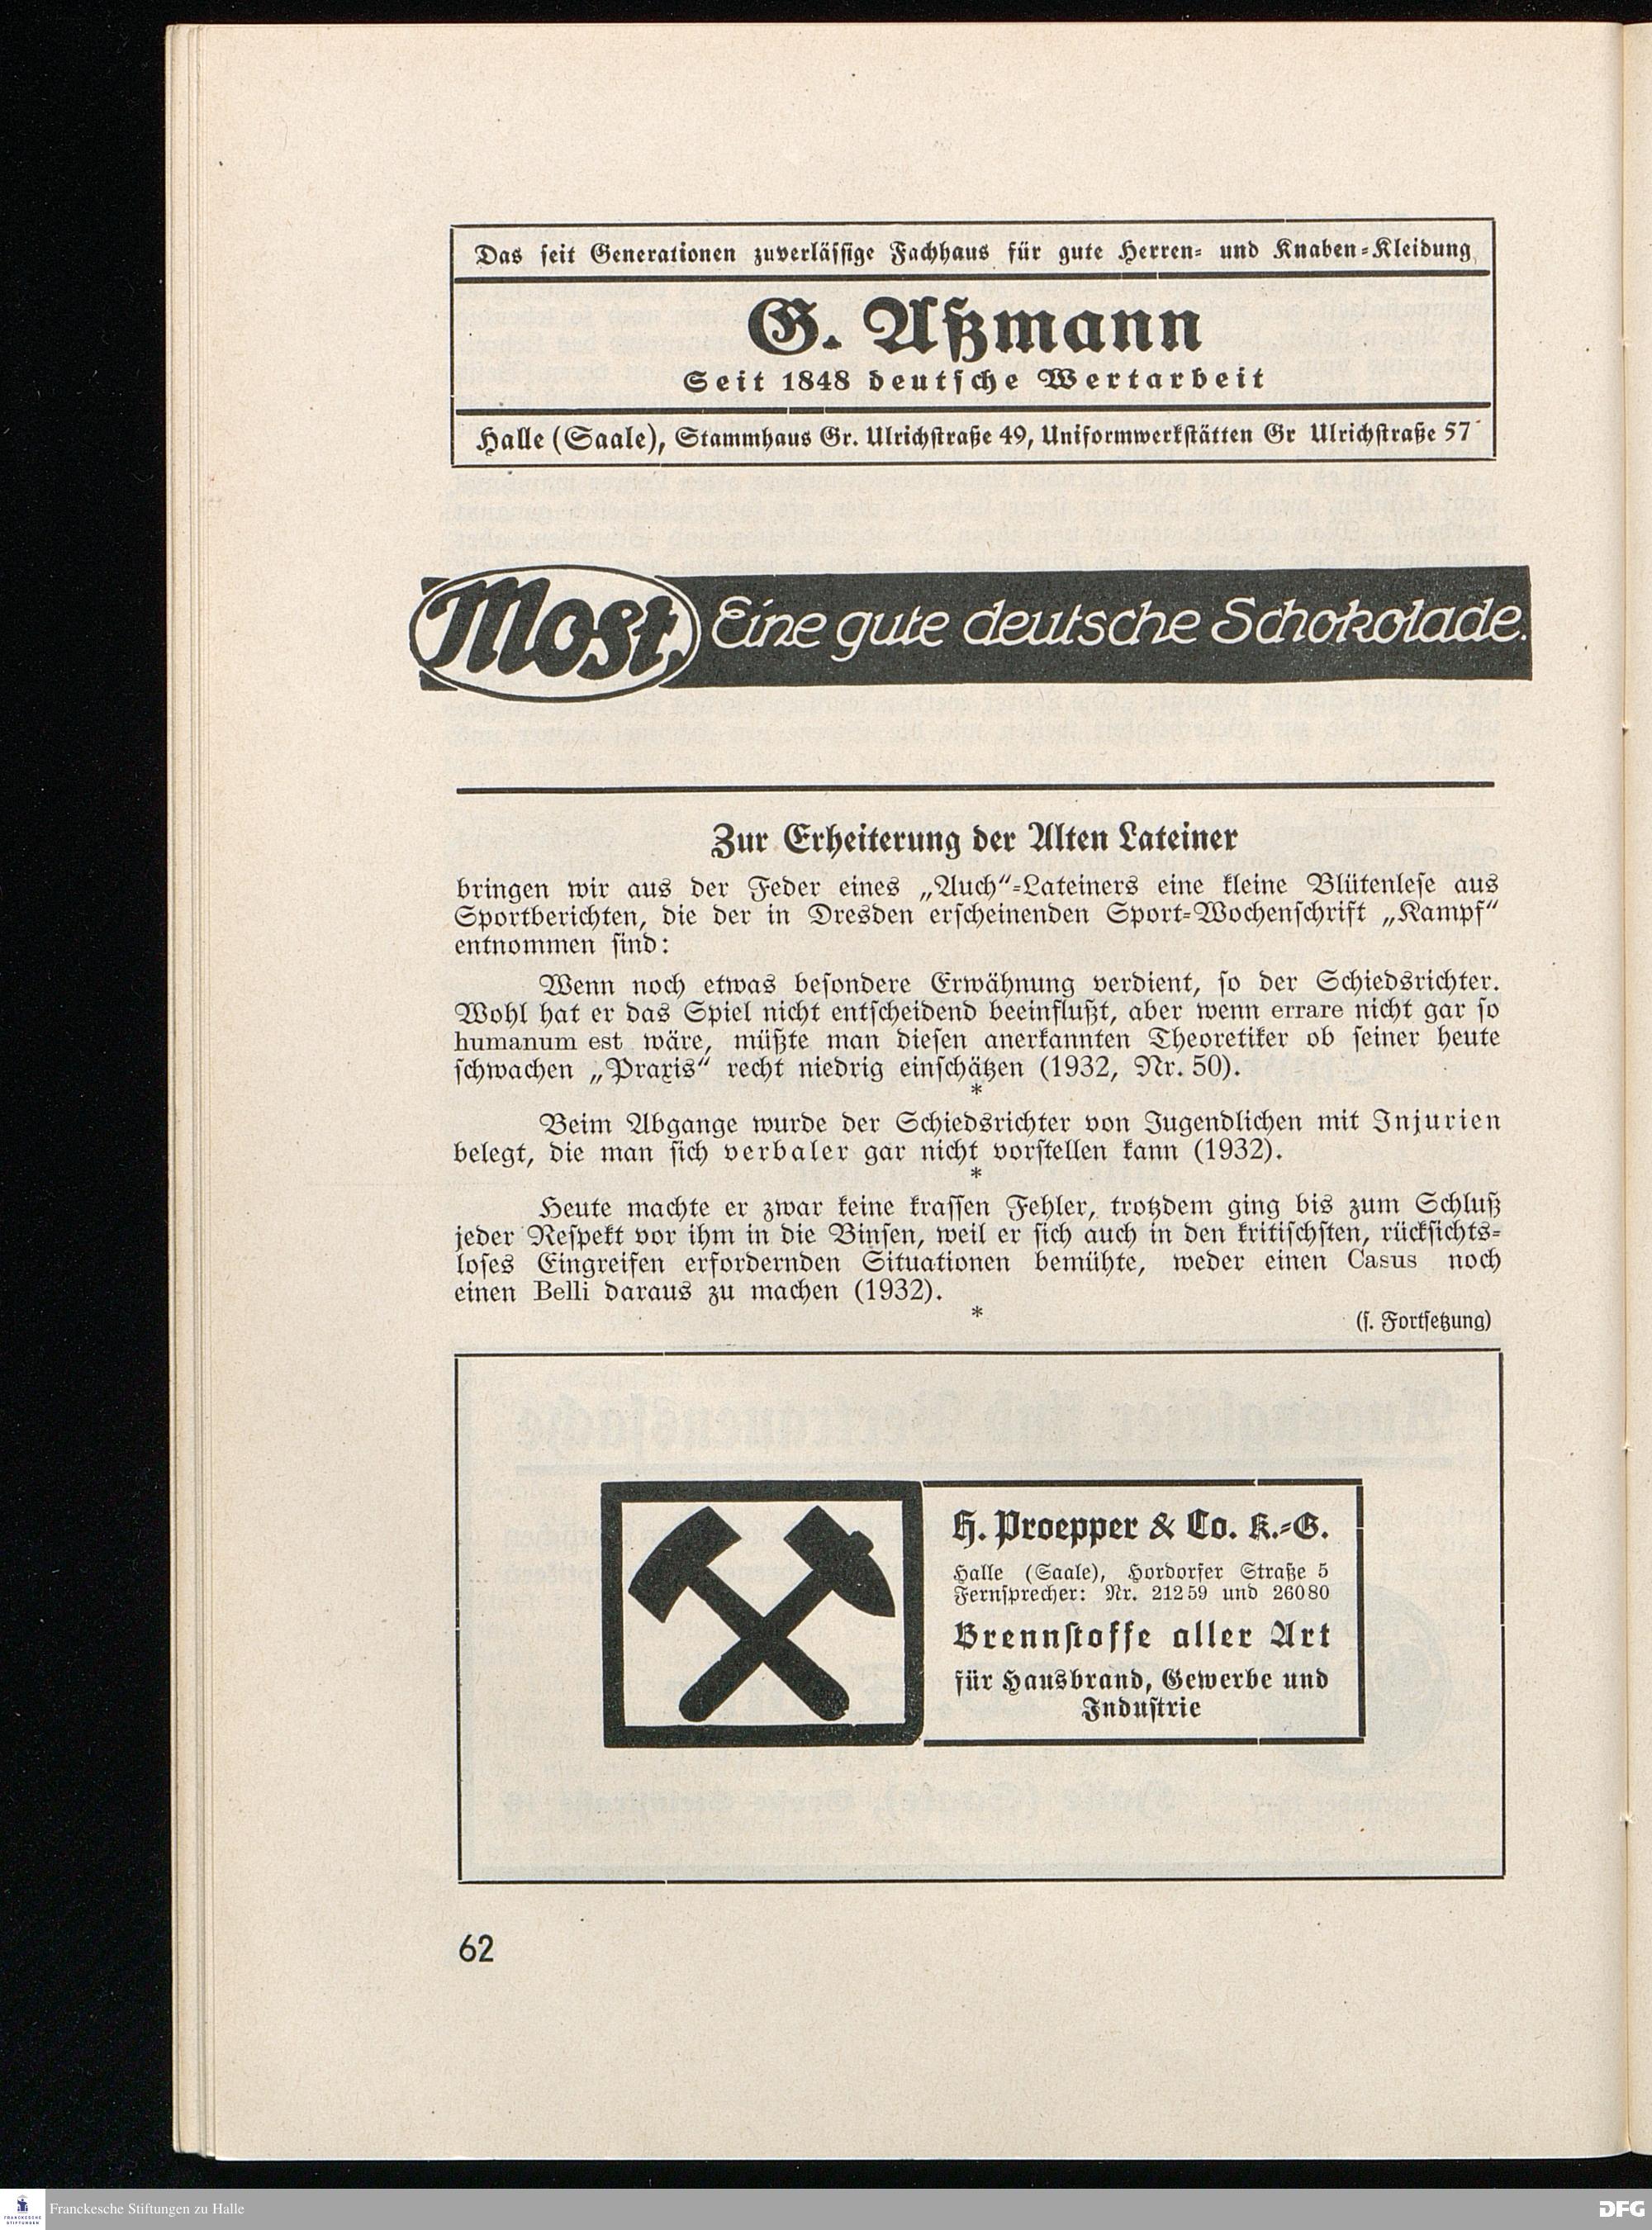 Das seit Generationen zuverlässige Fachhaus für gute Herren- und Knaben-Kleidung
G. Aßmann
Seit 1848 deutsche Wertarbeit
Halle (Saale), Stammhaus Gr. Ulrichstraße 49, Uniformwerkstätten Gr Ulrichstraße 57
Most. Eine gute deutsche Schokolade.
Zur Erheiterung der Alten Lateiner
bringen wir aus der Feder eines „Auch“-Lateiners eine kleine Blütenlese aus
Sportberichten, die der in Dresden erscheinenden Sport-Wochenschrift „Kampf“
entnommen sind:
Wenn noch etwas besondere Erwähnung verdient, so der Schiedsrichter.
Wohl hat er das Spiel nicht entscheidend beeinflußt, aber wenn errare nicht gar so
humanum est wäre, müßte man diesen anerkannten Theoretiker ob seiner heute
schwachen „Praxis“ recht niedrig einschätzen (1932, Nr. 50).
*
Beim Abgange wurde der Schiedsrichter von Jugendlichen mit Injurien
belegt, die man sich verbaler gar nicht vorstellen kann (1932).
*
Heute machte er zwar keine krassen Fehler, trotzdem ging bis zum Schluß
jeder Respekt vor ihm in die Binsen, weil er sich auch in den kritischsten, rücksichts-
loses Eingreifen erfordernden Situationen bemühte, weder einen Casus noch
einen Belli daraus zu machen (1932).
*
(s. Fortsetzung)
H. Proepper & Co. K.-G.
Halle (Saale), Hordorfer Straße 5
Fernsprecher: Nr. 21259 und 26080
Brennstoffe aller Art
für Hausbrand, Gewerbe und
Industrie
62
Franckesche Stiftungen zu Halle
DFG